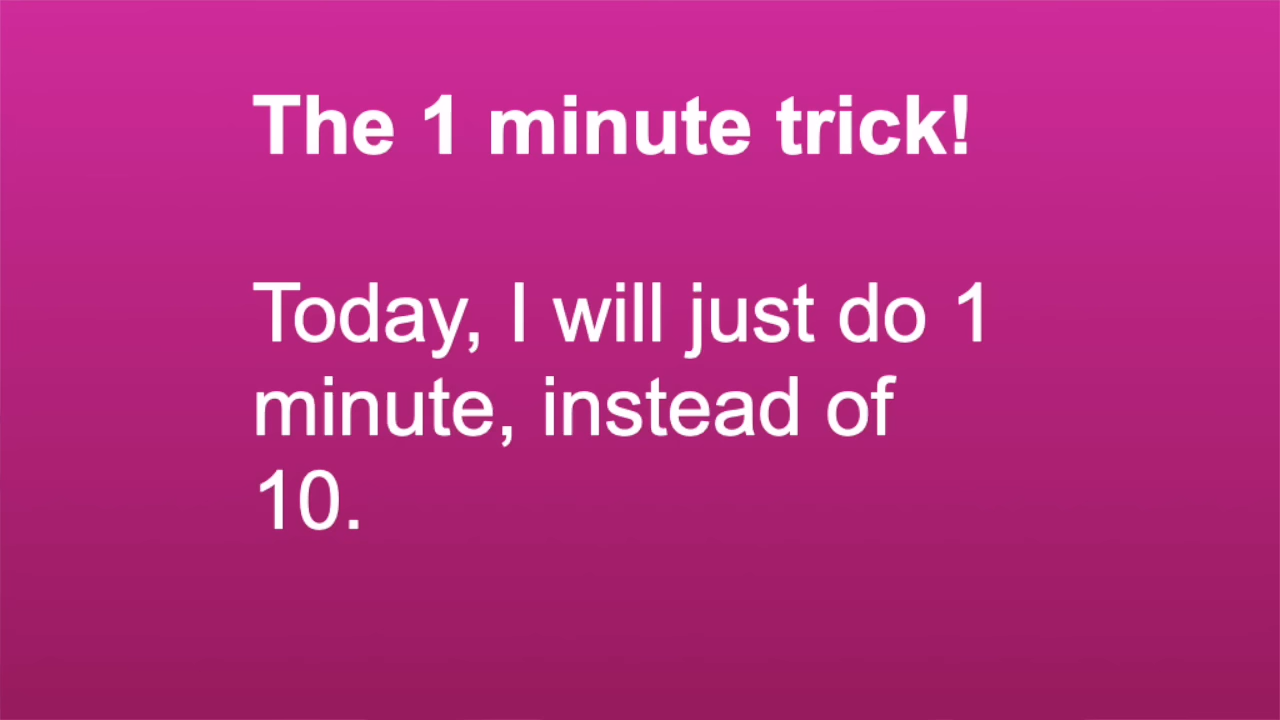 The 1 minute trick!
Today, I will just do 1
minute, instead of
10.